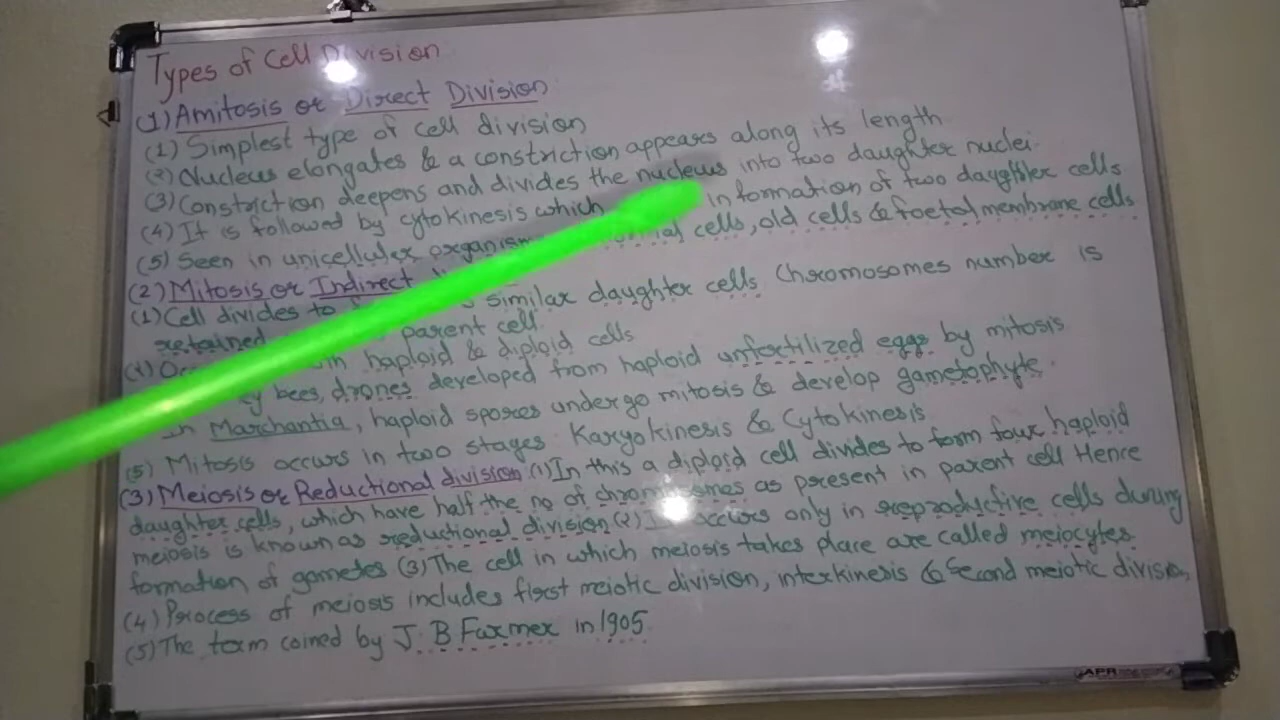 Types of Cell Division
(1) Amitosis or Direct Division
(1) Simplest type of cell division
(2) Nucleus elongates & a constriction appears along its length
(3) Constriction deepens and divides the nucleus into two daughter nuclei.
(4) It is followed by cytokinesis which in formation of two daughter cells
(5) Seen in unicellular cells, old cells & foetal membrane cells
(2) Mitosis or Indirect
(1) Cell divides to similar daughter cells Chromosomes number is
retained parent cell.
haploid & diploid cells
bees, drones developed from haploid unfertilized eggs by mitosis
In Marchantia, haploid spores undergo mitosis & develop gametophyte.
(5) Mitosis occurs in two stages Karyokinesis & Cytokinesis
(3) Meiosis or Reductional division (1) In this a diploid cell divides to form four haploid
daughter cells, which have half the no of chromosomes as present in parent cell Hence
meiosis is known as reductional division (2) occurs only in reproductive cells during
formation of gametes (3) The cell in which meiosis takes place are called meiocytes.
(4) Process of meiosis includes first meiotic division, interkinesis & Second meiotic division,
(5) The term coined by J. B Farmer in 1905.
APR